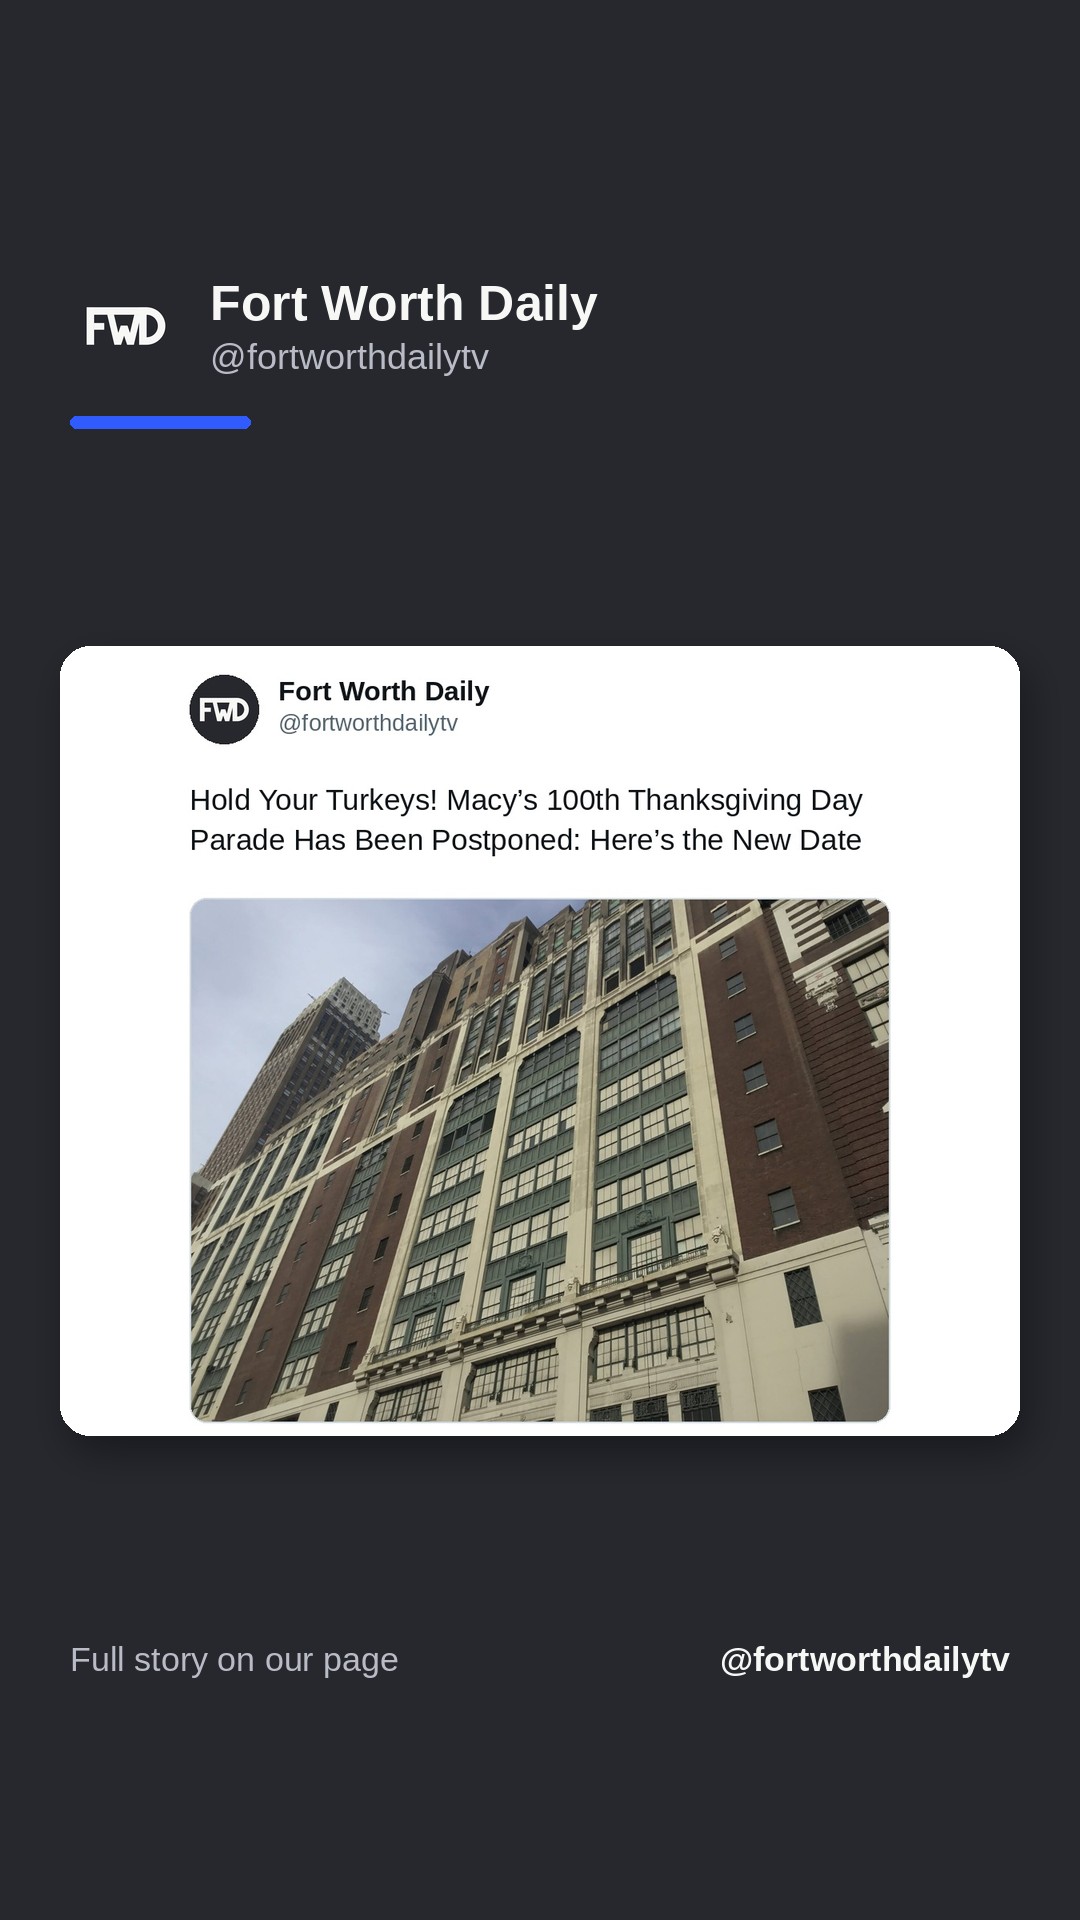 FWD
Fort Worth Daily
@fortworthdailytv
FWD
Fort Worth Daily
@fortworthdailytv
Hold Your Turkeys! Macy’s 100th Thanksgiving Day
Parade Has Been Postponed: Here’s the New Date
Full story on our page
@fortworthdailytv